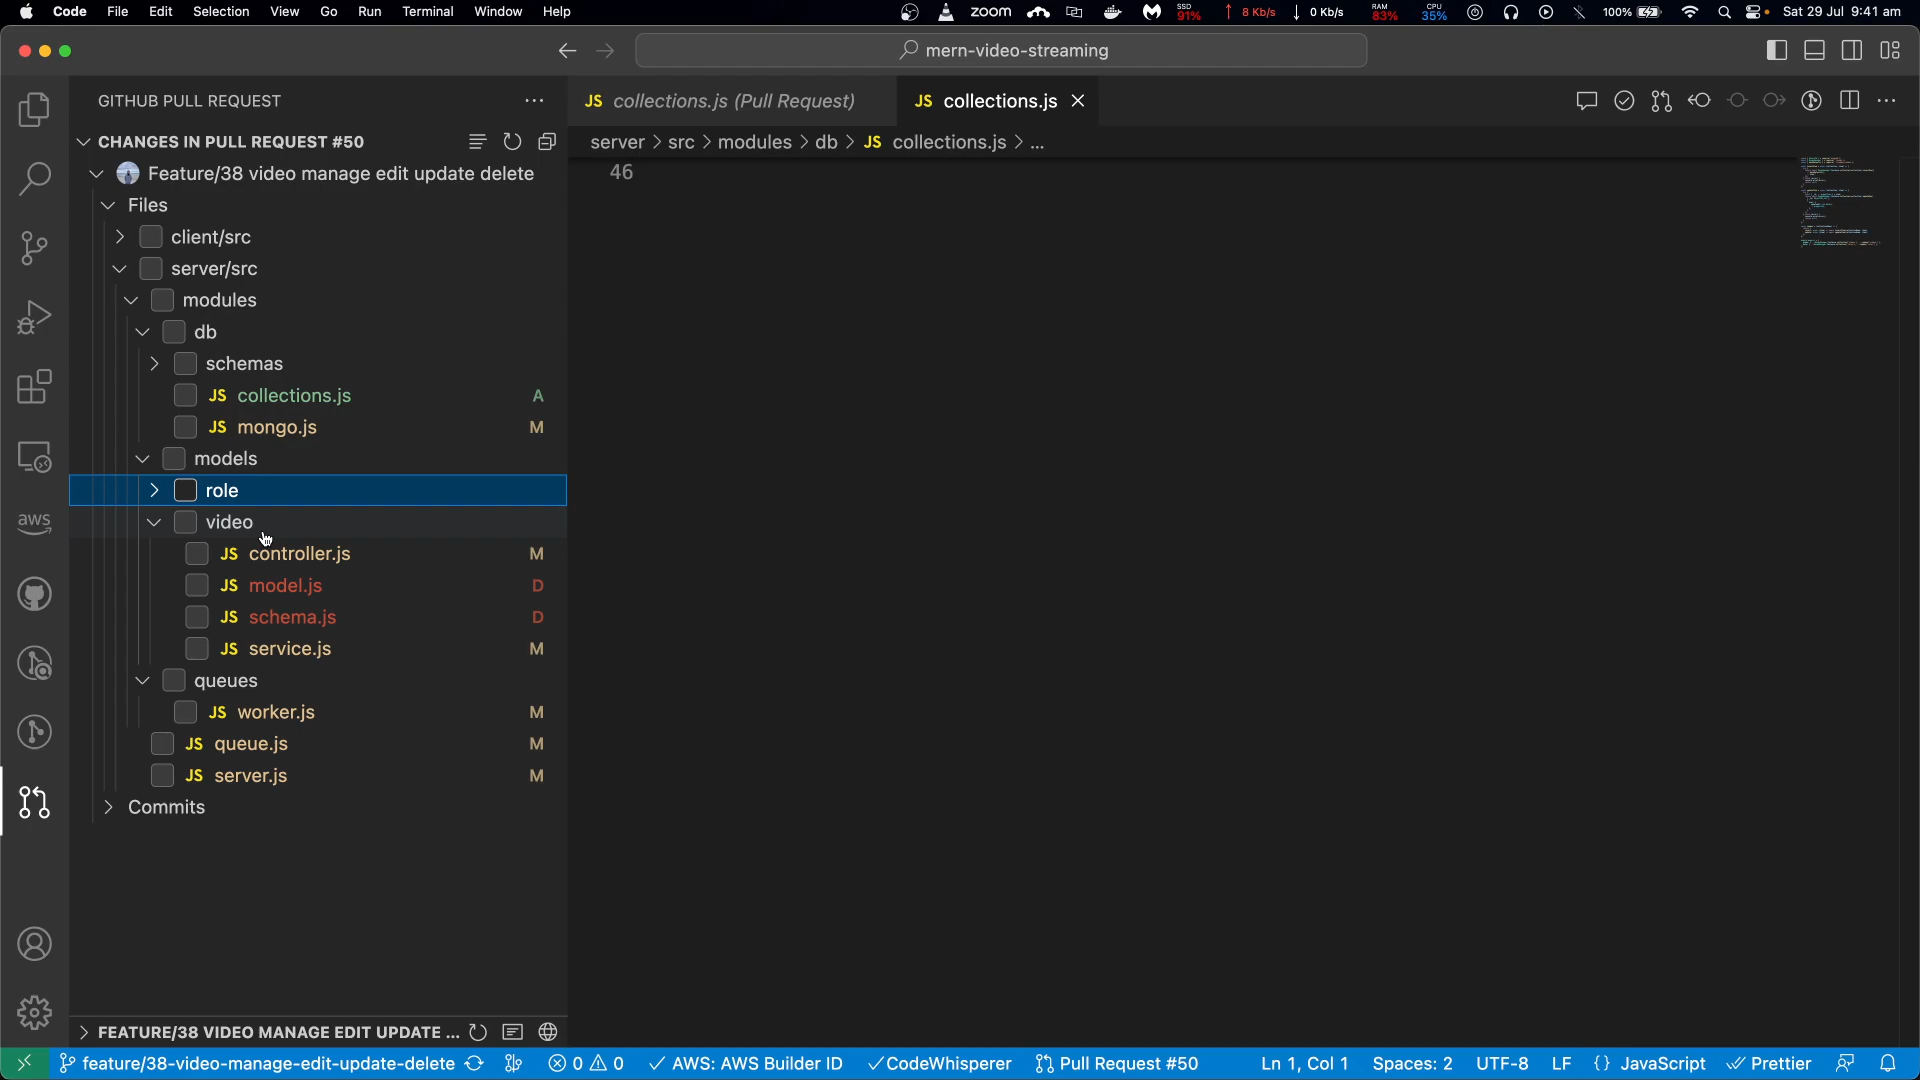 Code File Edit Selection View Go Run Terminal Window Help zoom SSD 91% ↑ 8 Kb/s ↓ 0 Kb/s RAM 83% CPU 35% 100% Sat 29 Jul 9:41 am
mern-video-streaming
GITHUB PULL REQUEST ...
JS collections.js (Pull Request) JS collections.js
CHANGES IN PULL REQUEST #50
server > src > modules > db > JS collections.js > ...
46
Feature/38 video manage edit update delete
Files
client/src
server/src
modules
db
schemas
JS collections.js A
JS mongo.js M
models
role
video
JS controller.js M
JS model.js D
JS schema.js D
JS service.js M
queues
JS worker.js M
JS queue.js M
JS server.js M
Commits
aws
FEATURE/38 VIDEO MANAGE EDIT UPDATE ...
feature/38-video-manage-edit-update-delete 0 0 AWS: AWS Builder ID CodeWhisperer Pull Request #50 Ln 1, Col 1 Spaces: 2 UTF-8 LF {} JavaScript Prettier